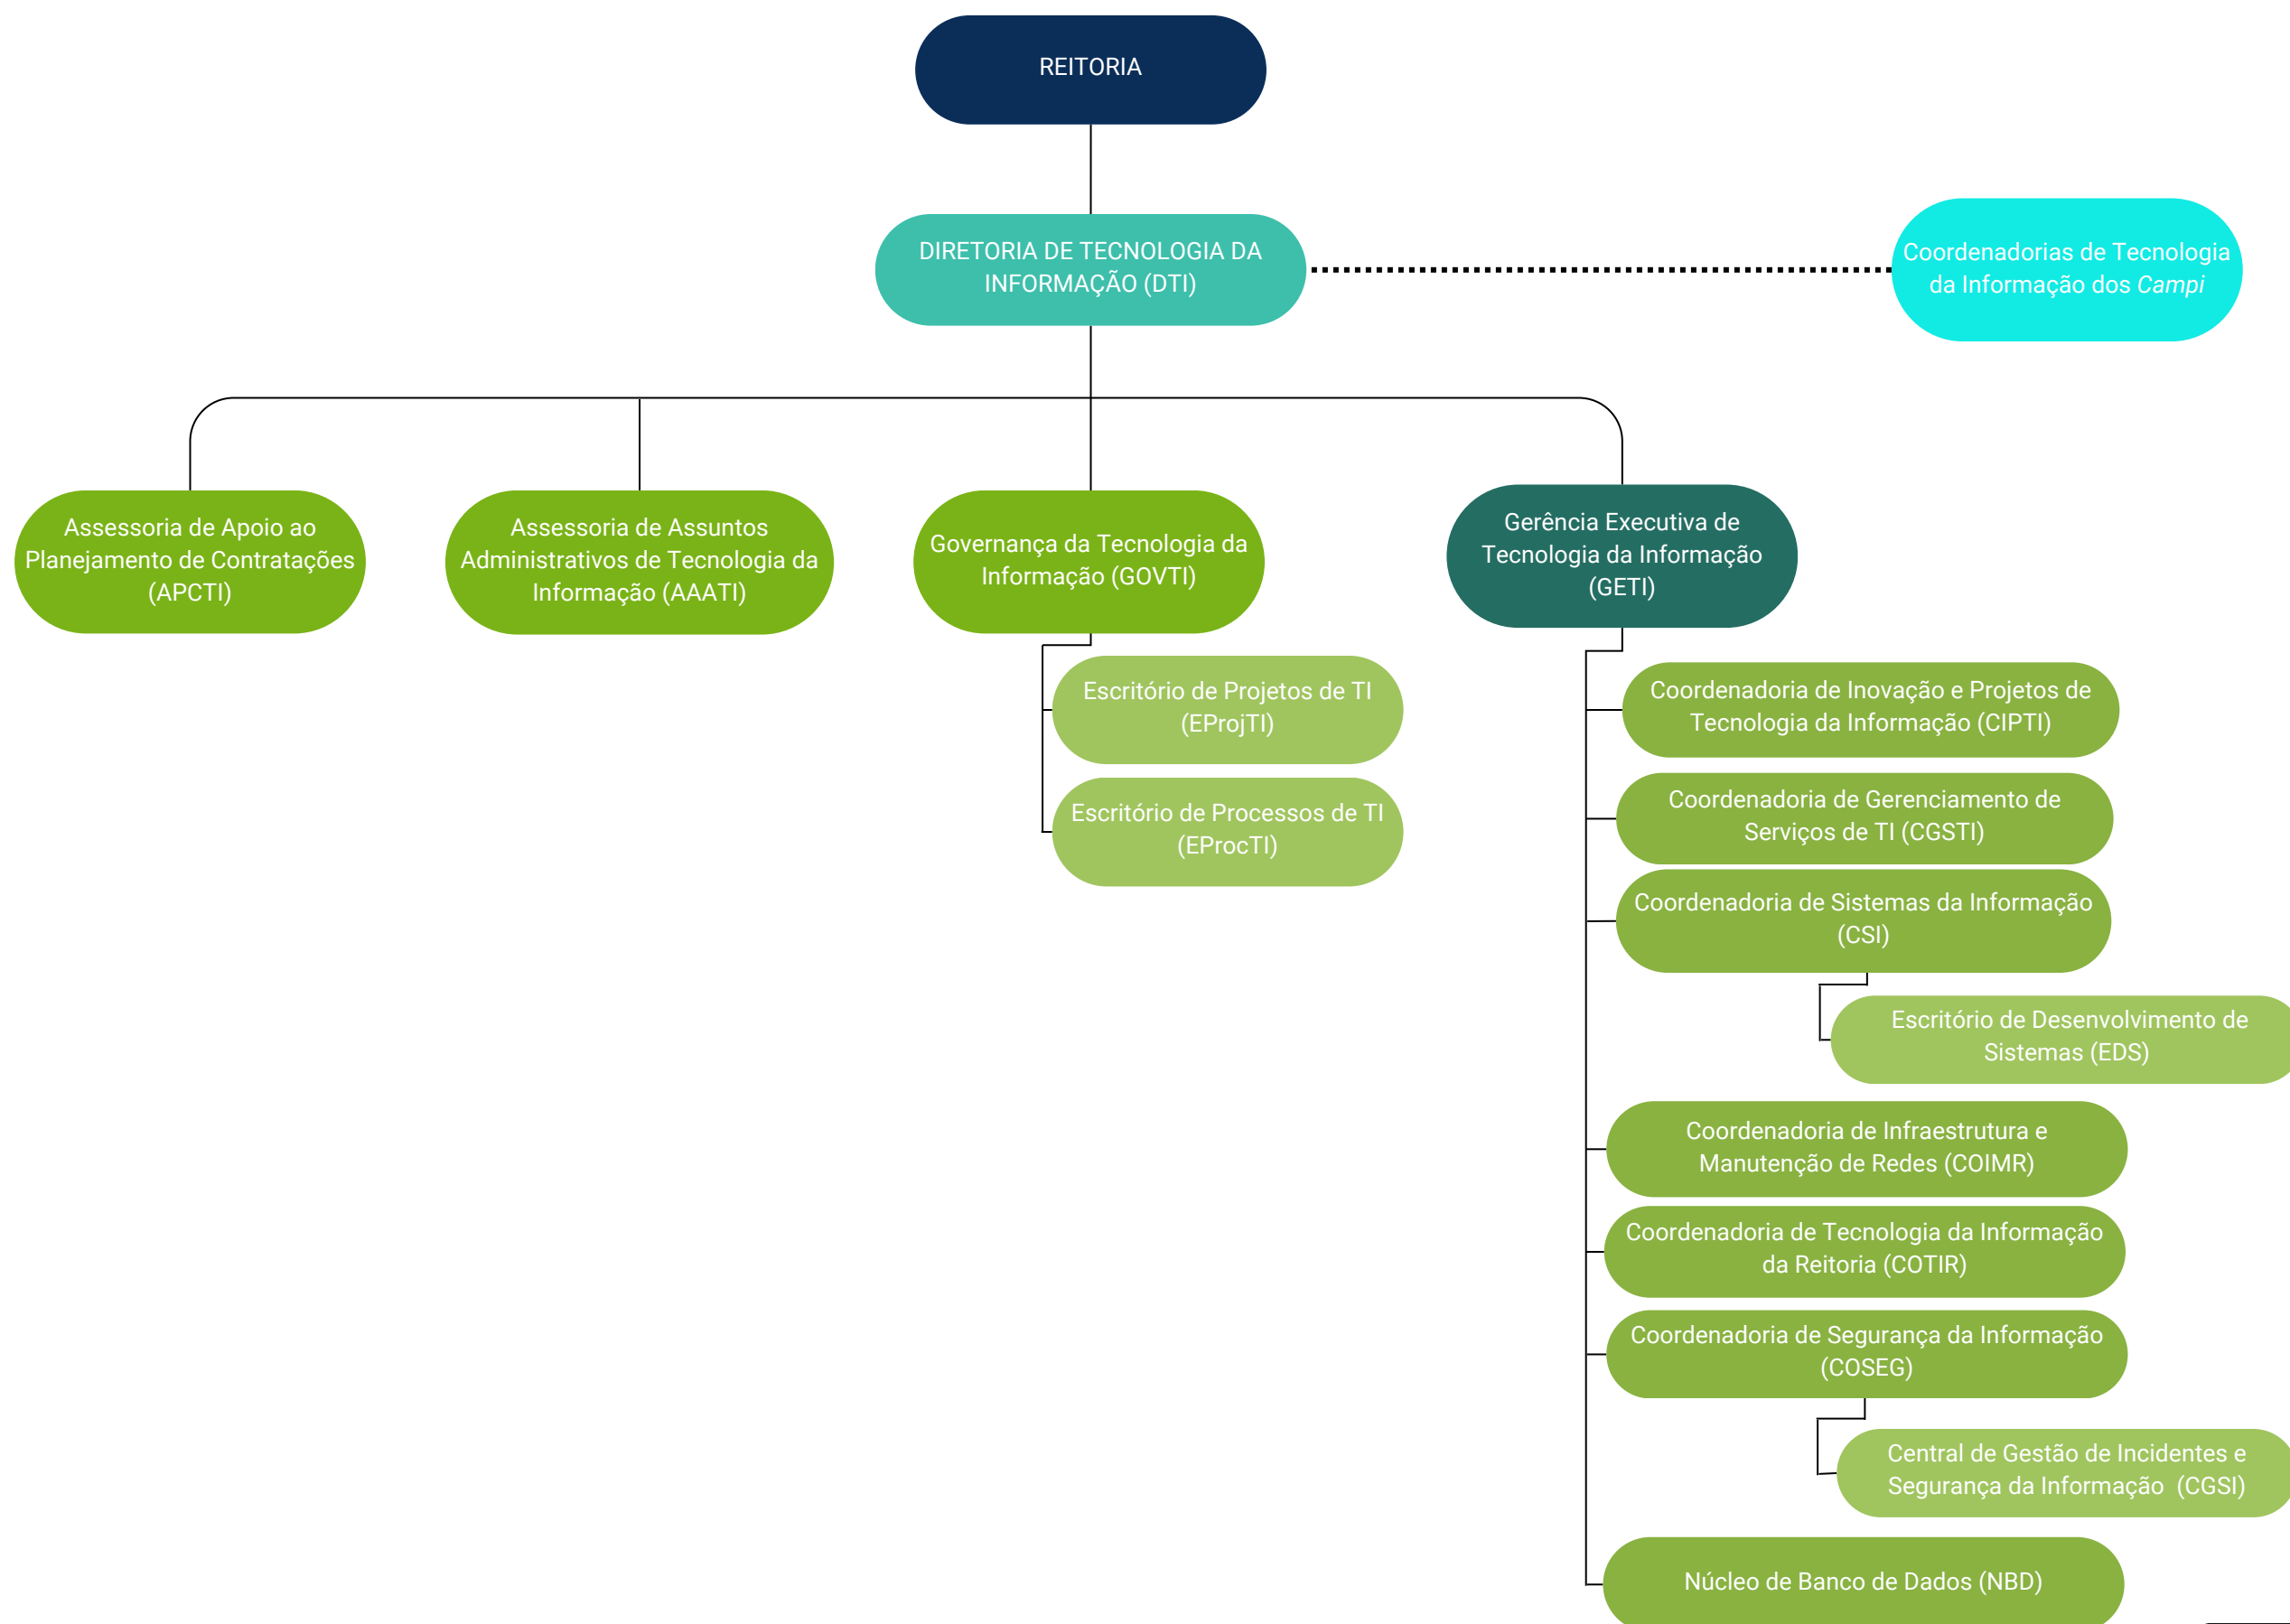 REITORIA
DIRETORIA DE TECNOLOGIA DA
INFORMAÇÃO (DTI)
Coordenadorias de Tecnologia
da Informação dos Campi
Assessoria de Apoio ao
Planejamento de Contratações
(APCTI)
Assessoria de Assuntos
Administrativos de Tecnologia da
Informação (AAATI)
Governança da Tecnologia da
Informação (GOVTI)
Gerência Executiva de
Tecnologia da Informação
(GETI)
Escritório de Projetos de TI
(EProjTI)
Escritório de Processos de TI
(EProcTI)
Coordenadoria de Inovação e Projetos de
Tecnologia da Informação (CIPTI)
Coordenadoria de Gerenciamento de
Serviços de TI (CGSTI)
Coordenadoria de Sistemas da Informação
(CSI)
Escritório de Desenvolvimento de
Sistemas (EDS)
Coordenadoria de Infraestrutura e
Manutenção de Redes (COIMR)
Coordenadoria de Tecnologia da Informação
da Reitoria (COTIR)
Coordenadoria de Segurança da Informação
(COSEG)
Central de Gestão de Incidentes e
Segurança da Informação (CGSI)
Núcleo de Banco de Dados (NBD)